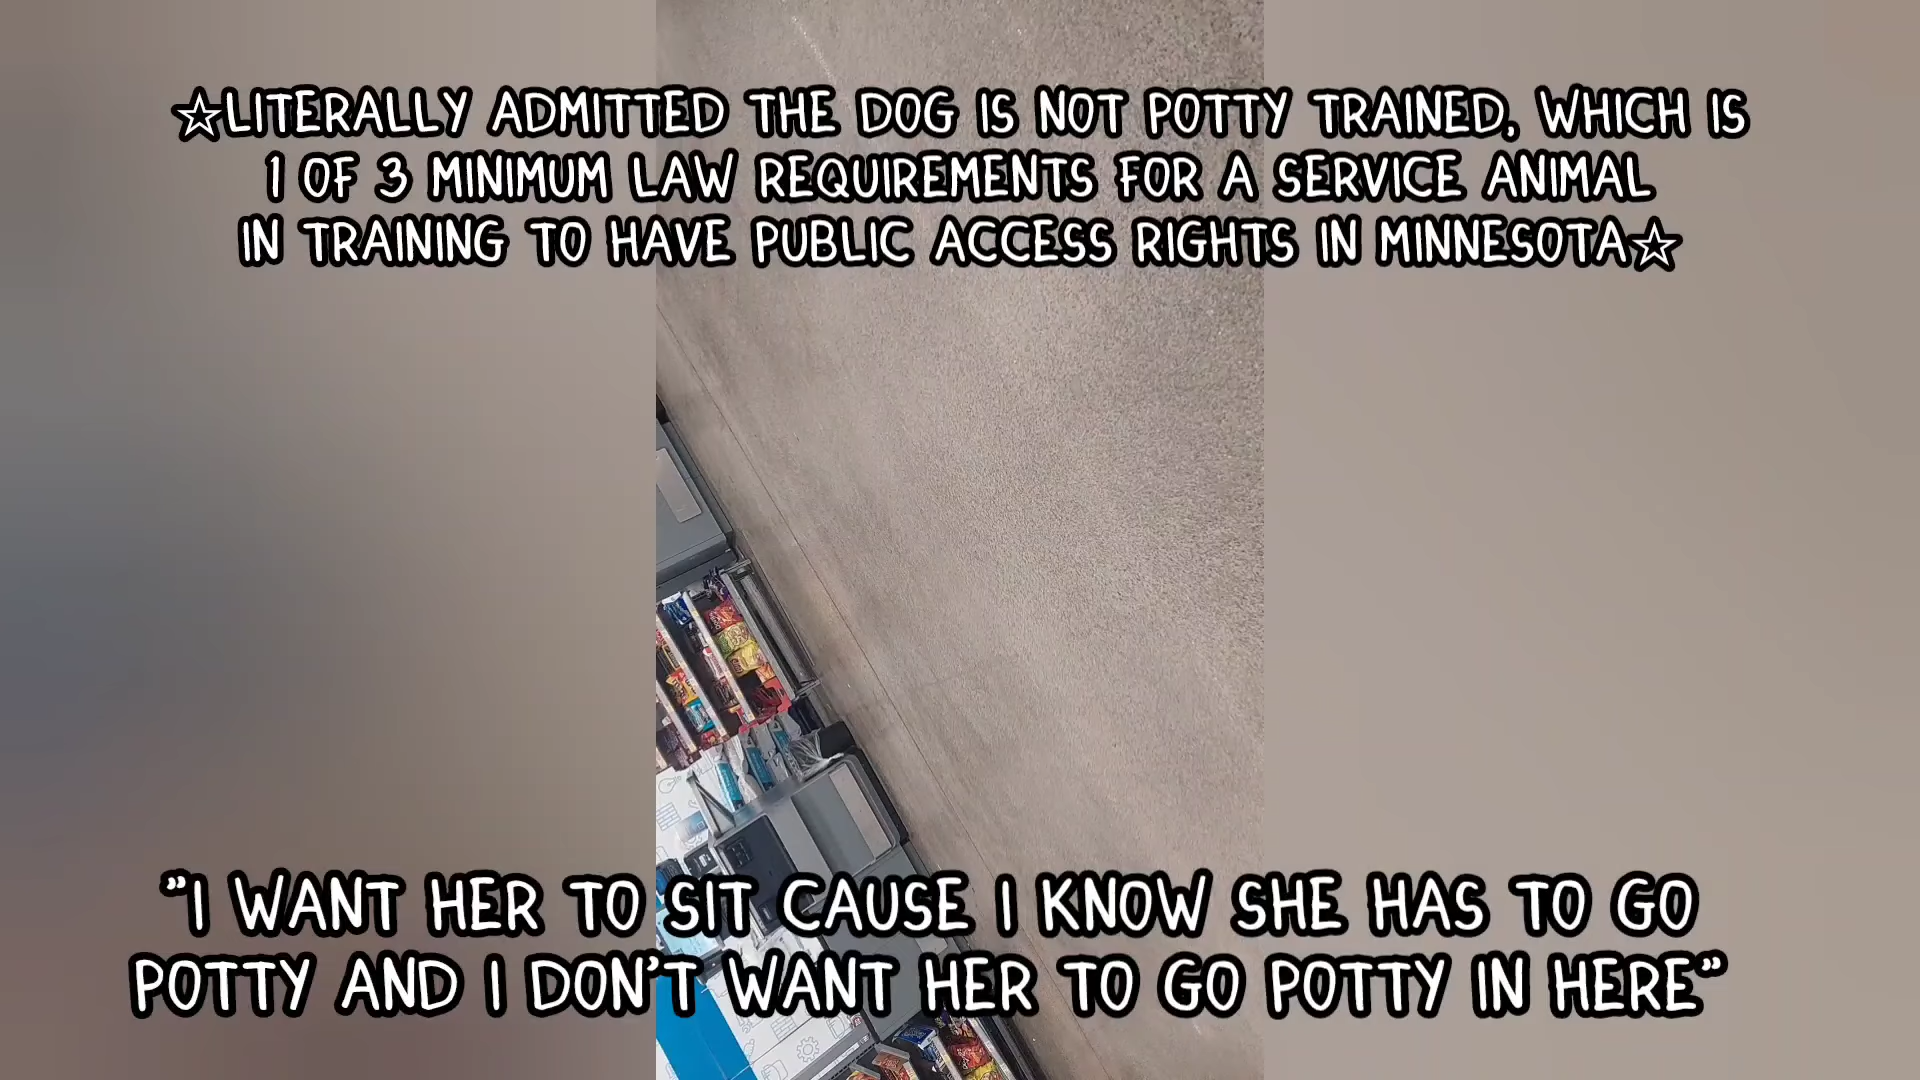 ☆LITERALLY ADMITTED THE DOG IS NOT POTTY TRAINED, WHICH IS
1 OF 3 MINIMUM LAW REQUIREMENTS FOR A SERVICE ANIMAL
IN TRAINING TO HAVE PUBLIC ACCESS RIGHTS IN MINNESOTA☆
"I WANT HER TO SIT CAUSE I KNOW SHE HAS TO GO
POTTY AND I DON'T WANT HER TO GO POTTY IN HERE"